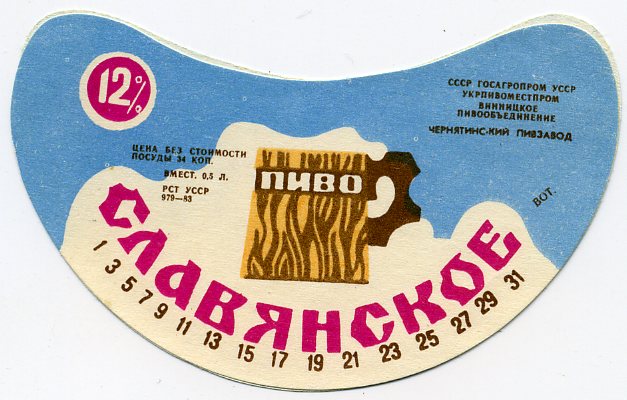 12%
СССР ГОСАГРОПРОМ УССР
УКРПИВОМЕСТПРОМ
ВИННИЦКОЕ
ПИВООБЪЕДИНЕНИЕ
ЧЕРНЯТИНСКИЙ ПИВЗАВОД
ЦЕНА БЕЗ СТОИМОСТИ
ПОСУДЫ 34 КОП.
ВМЕСТ. 0,5 Л.
РСТ УССР
979—83
ПИВО
ВОТ.
СЛАВЯНСКОЕ
1 3 5 7 9 11 13 15 17 19 21 23 25 27 29 31